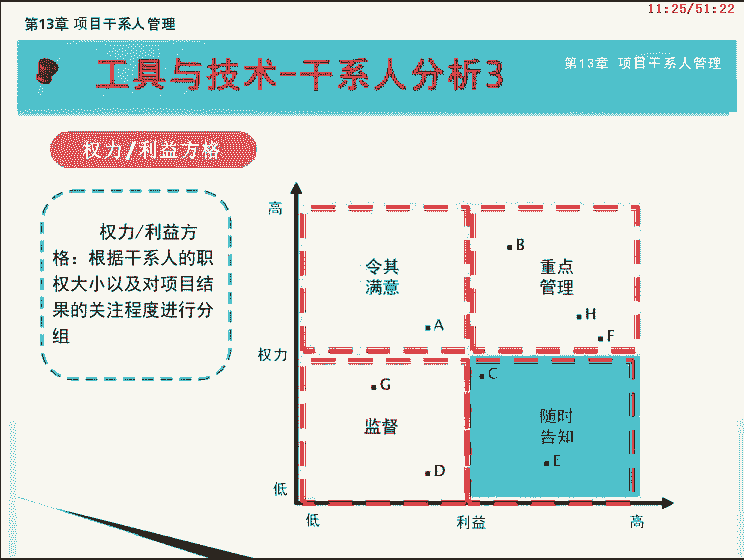 11:25/51:22
第13章 项目干系人管理
工具与技术-干系人分析3
第13章 项目干系人管理
权力/利益方格
权力/利益方
格：根据干系人的职
权大小以及对项目结
果的关注程度进行分
组
高
令其
满意
A
B
重点
管理
H
F
权力
G
监督
D
C
随时
告知
E
低
低
利益
高